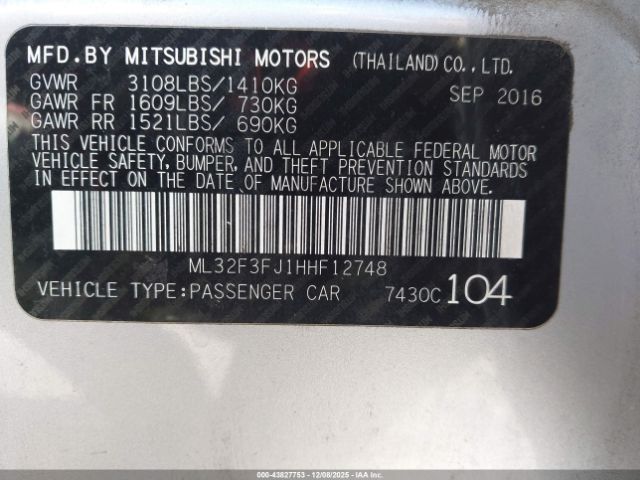 MFD.BY MITSUBISHI MOTORS (THAILAND)CO.,LTD.
GVWR 3108LBS/1410KG
SEP 2016
GAWR FR 1609LBS/ 730KG
GAWR RR 1521LBS/ 690KG
THIS VEHICLE CONFORMS TO ALL APPLICABLE FEDERAL MOTOR
VEHICLE SAFETY, BUMPER, AND THEFT PREVENTION STANDARDS
IN EFFECT ON THE DATE OF MANUFACTURE SHOWN ABOVE.
ML32F3FJ1HHF12748
VEHICLE TYPE:PASSENGER CAR 7430C 104
000-43827753 - 12/08/2025 - IAAI.COM